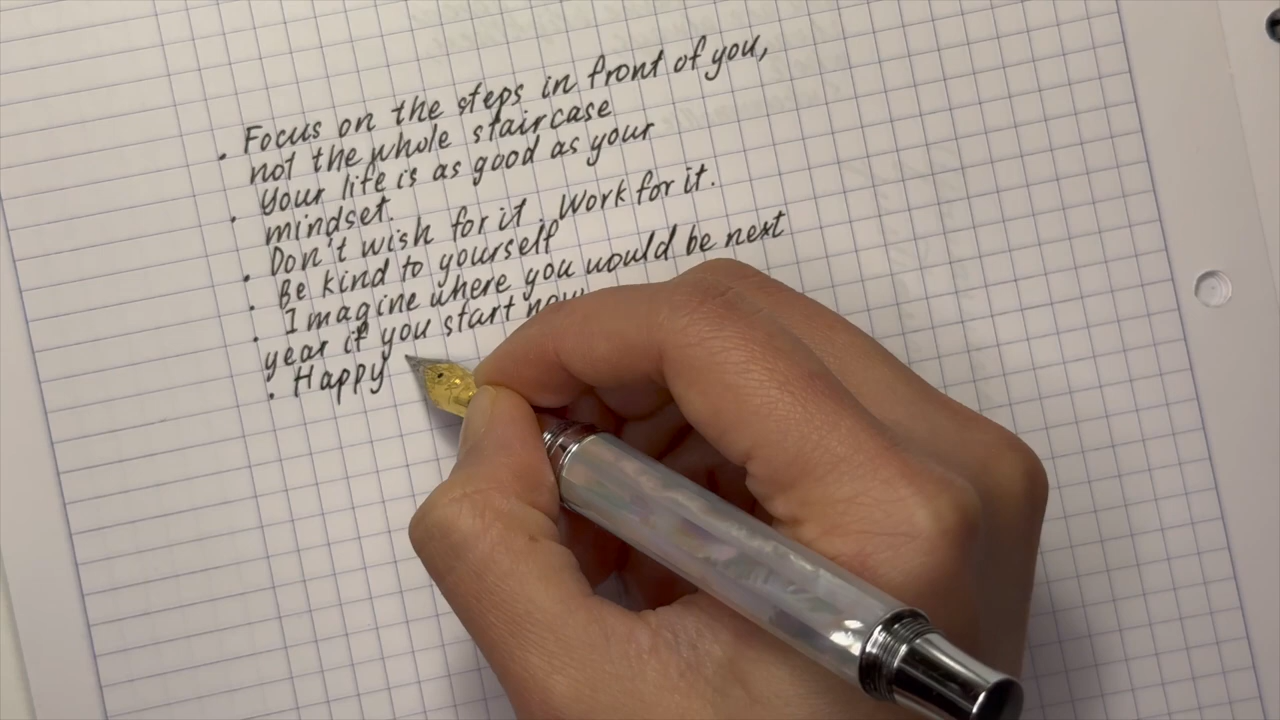 . Focus on the steps in front of you,
not the whole staircase
. Your life is as good as your
mindset.
. Don't wish for it. Work for it.
. Be kind to yourself
. Imagine where you would be next
year if you start now
. Happy